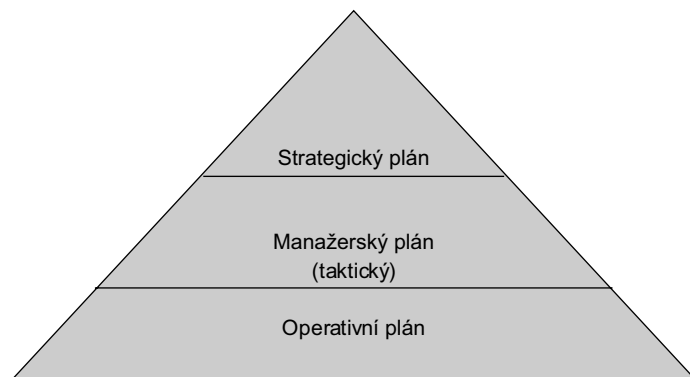 Strategický plán
Manažerský plán
(taktický)
Operativní plán